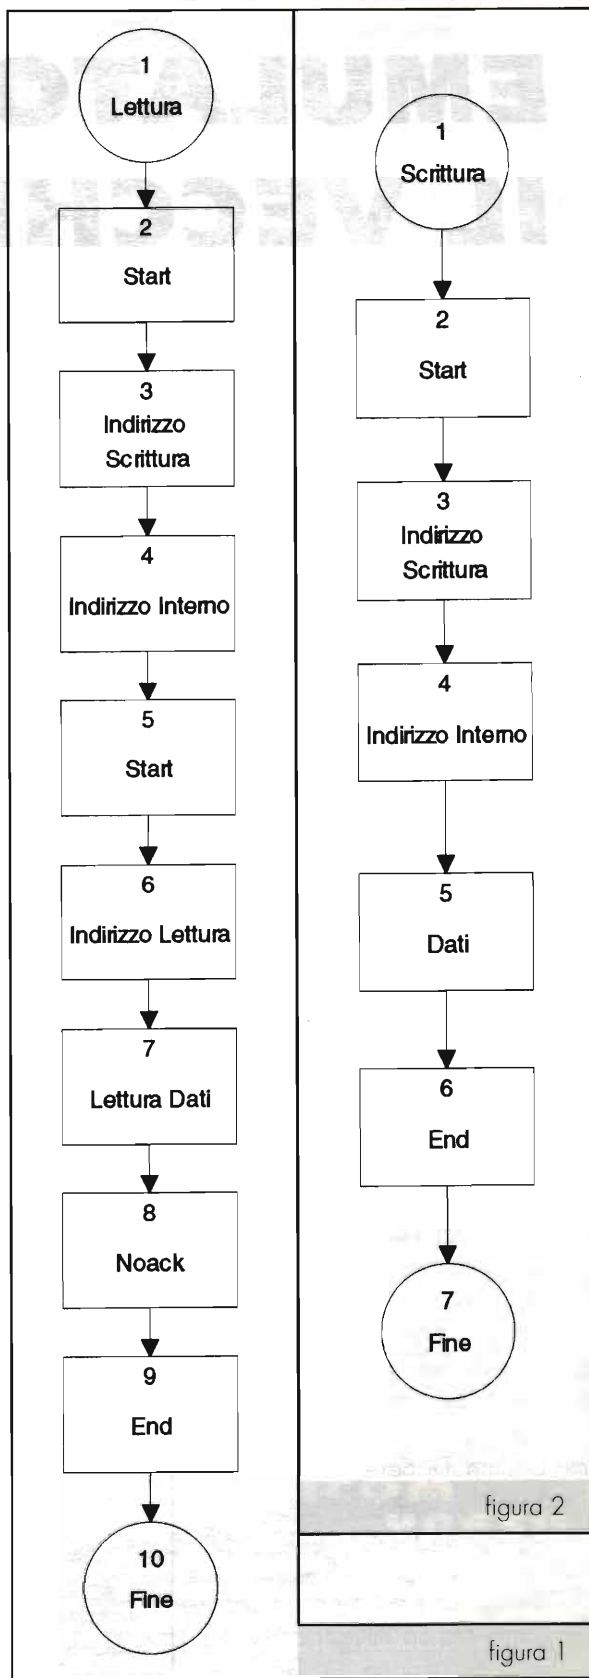 1
Lettura
2
Start
3
Indirizzo
Scrittura
4
Indirizzo Interno
5
Start
6
Indirizzo Lettura
7
Lettura Dati
8
Noack
9
End
10
Fine
1
Scrittura
2
Start
3
Indirizzo
Scrittura
4
Indirizzo Interno
5
Dati
6
End
7
Fine
figura 2
figura 1